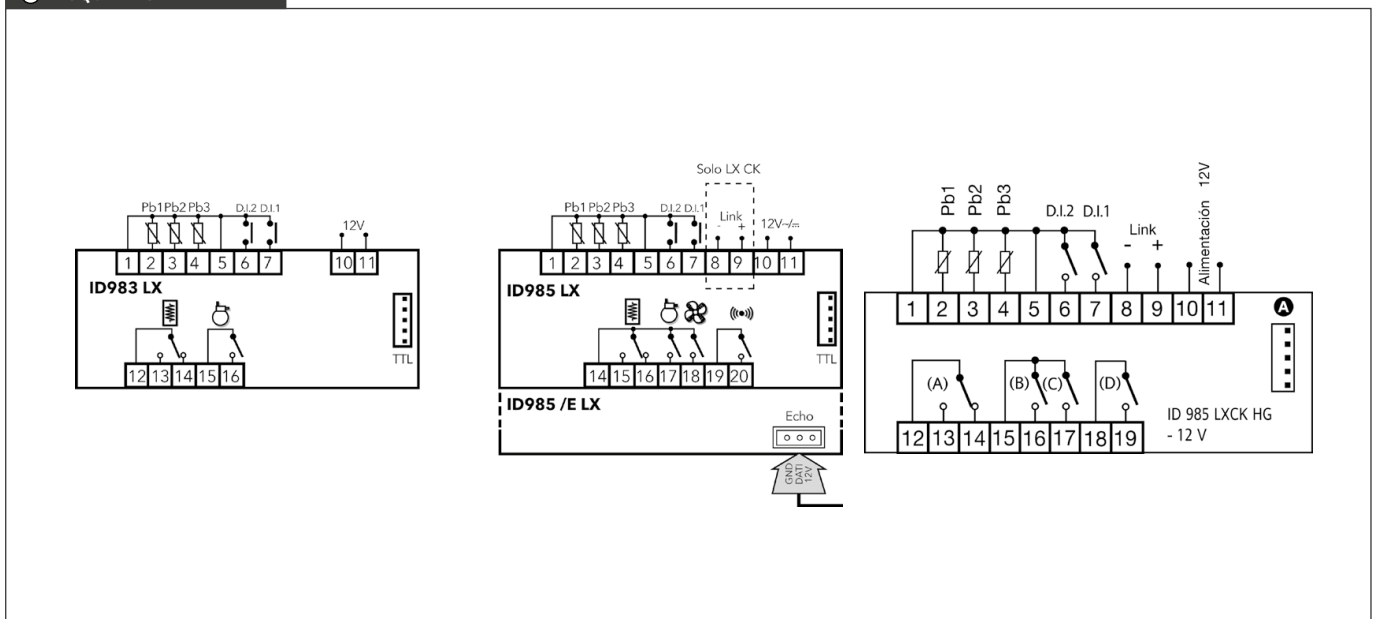 Pb1 Pb2 Pb3 D.I.2 D.I.1
12V
1 2 3 4 5 6 7 10 11
ID983 LX
TTL
12 13 14 15 16
Solo LX CK
Pb1 Pb2 Pb3 D.I.2 D.I.1
Link
- +
12V~/⎓
1 2 3 4 5 6 7 8 9 10 11
ID985 LX
TTL
14 15 16 17 18 19 20
ID985 /E LX
Echo
GND
DATI
12V
Pb1
Pb2
Pb3
D.I.2 D.I.1
Link
- +
Alimentación 12V
1 2 3 4 5 6 7 8 9 10 11
A
(A) (B) (C) (D)
ID 985 LXCK HG
- 12 V
12 13 14 15 16 17 18 19